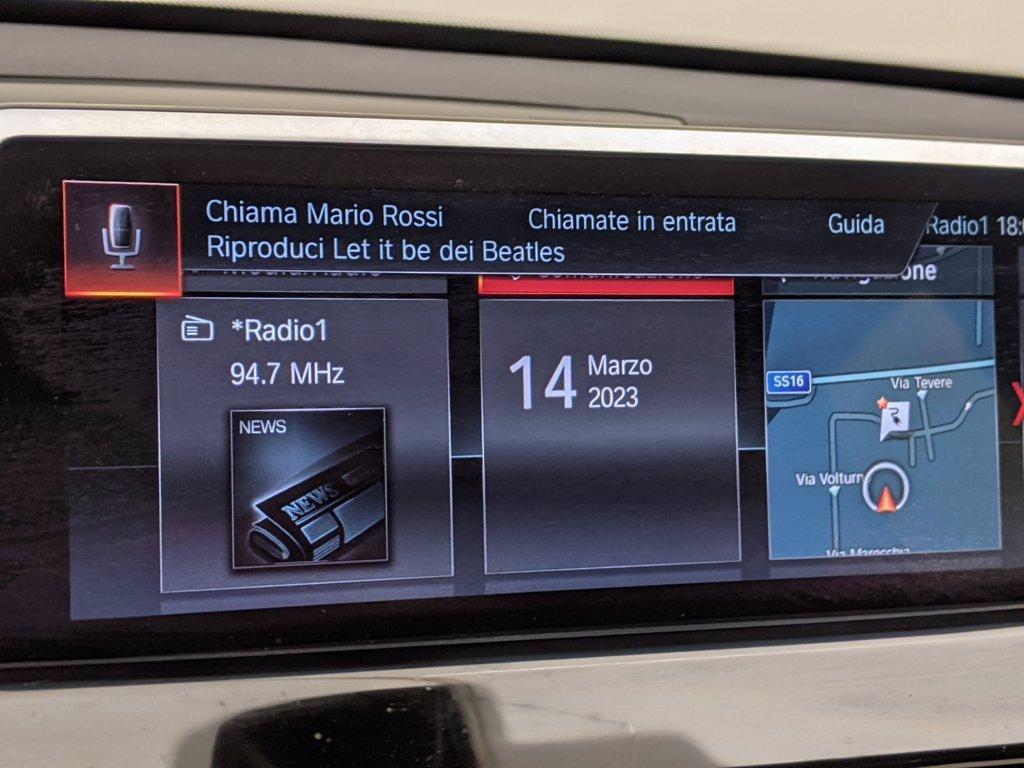 Chiama Mario Rossi
Riproduci Let it be dei Beatles
Chiamate in entrata
Guida
Radio1 18:
*Radio1
94.7 MHz
NEWS
NEWS
14
Marzo
2023
SS16
Via Tevere
Via Volturn